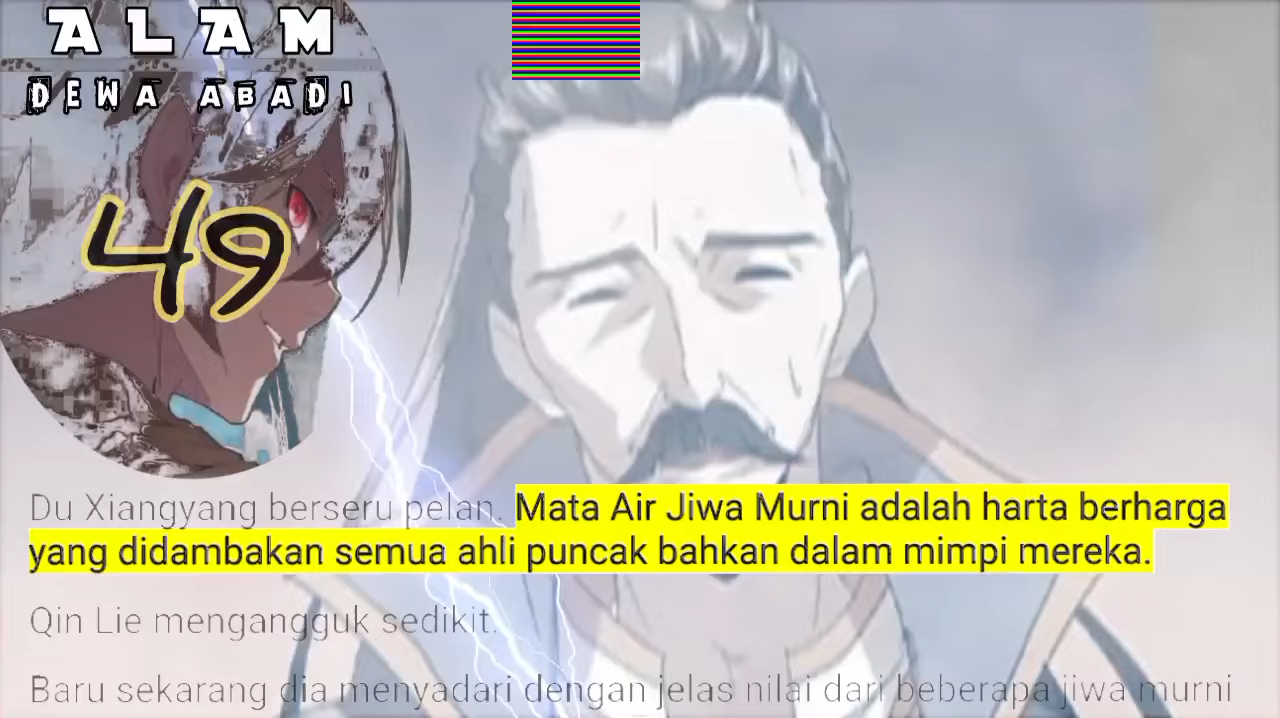 ALAM
DEWA ABADI
49
Du Xiangyang berseru pelan. Mata Air Jiwa Murni adalah harta berharga
yang didambakan semua ahli puncak bahkan dalam mimpi mereka.
Qin Lie mengangguk sedikit.
Baru sekarang dia menyadari dengan jelas nilai dari beberapa jiwa murni